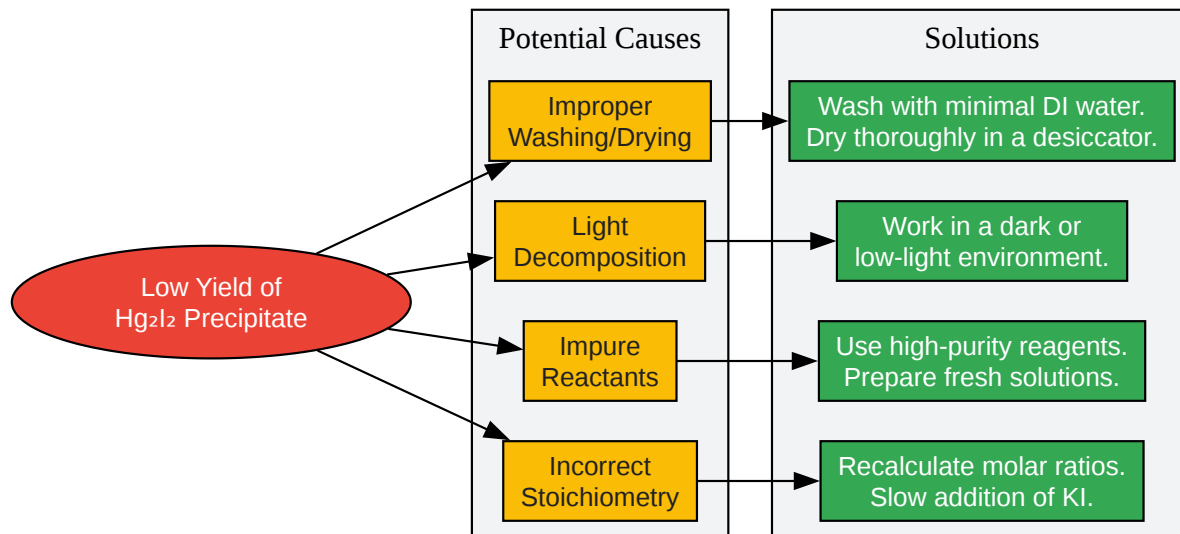 Potential Causes
Solutions
Improper
Washing/Drying
Wash with minimal DI water.
Dry thoroughly in a desiccator.
Light
Decomposition
Work in a dark or
low-light environment.
Low Yield of
Hg₂I₂ Precipitate
Impure
Reactants
Use high-purity reagents.
Prepare fresh solutions.
Incorrect
Stoichiometry
Recalculate molar ratios.
Slow addition of KI.